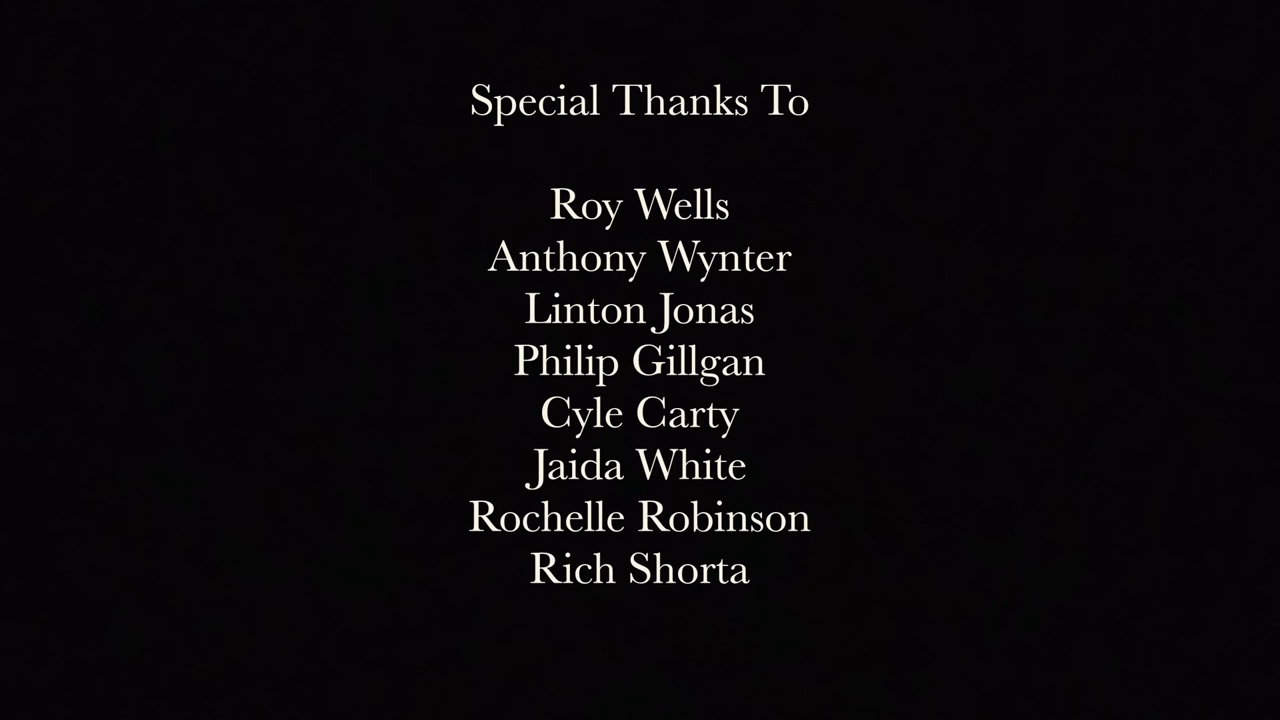 Special Thanks To
Roy Wells
Anthony Wynter
Linton Jonas
Philip Gillgan
Cyle Carty
Jaida White
Rochelle Robinson
Rich Shorta